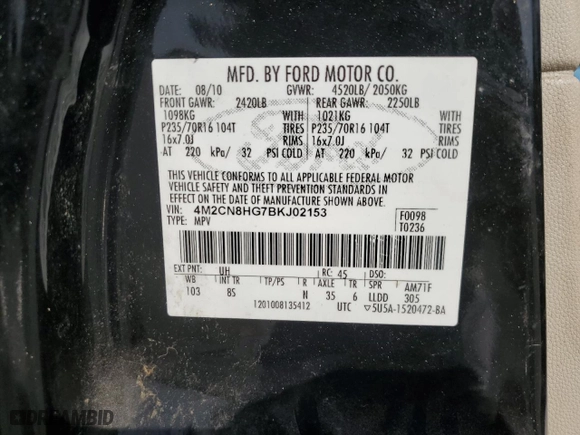 MFD. BY FORD MOTOR CO.
DATE: 08/10 GVWR: 4520LB/ 2050KG
FRONT GAWR: 2420LB REAR GAWR: 2250LB
1098KG WITH 1021KG WITH
P235/70R16 104T TIRES P235/70R16 104T TIRES
16x7.0J RIMS 16x7.0J RIMS
AT 220 kPa/ 32 PSI COLD AT 220 kPa/ 32 PSI COLD
THIS VEHICLE CONFORMS TO ALL APPLICABLE FEDERAL MOTOR
VEHICLE SAFETY AND THEFT PREVENTION STANDARDS IN
EFFECT ON THE DATE OF MANUFACTURE SHOWN ABOVE.
VIN: 4M2CN8HG7BKJ02153 F0098
TYPE: MPV T0236
EXT PNT: UH RC: 45 DSO:
WB INT TR TP/PS R AXLE TR SPR AM71F
103 8S N 35 6 LLDD 305
1201008135412 UTC ▽5U5A-1520472-BA
DREAMBID